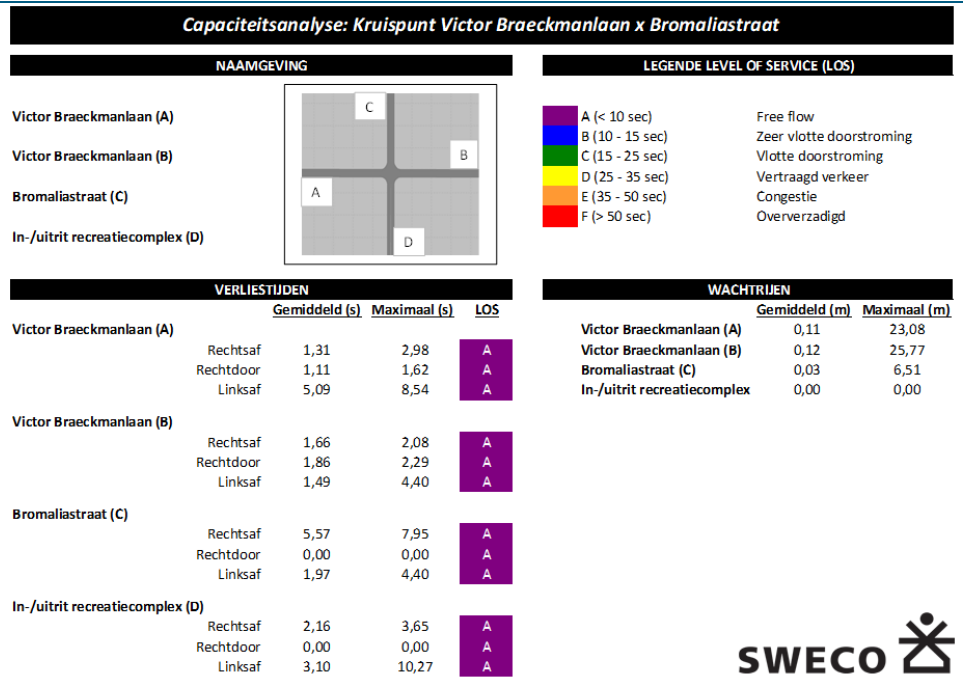 Capaciteitsanalyse: Kruispunt Victor Braeckmanlaan x Bromaliastraat
NAAMGEVING
Victor Braeckmanlaan (A)
Victor Braeckmanlaan (B)
Bromaliastraat (C)
In-/uitrit recreatiecomplex (D)
C
B
A
D
LEGENDE LEVEL OF SERVICE (LOS)
A (< 10 sec) Free flow
B (10 - 15 sec) Zeer vlotte doorstroming
C (15 - 25 sec) Vlotte doorstroming
D (25 - 35 sec) Vertraagd verkeer
E (35 - 50 sec) Congestie
F (> 50 sec) Oververzadigd
VERLIESTIJDEN
Gemiddeld (s) Maximaal (s) LOS
Victor Braeckmanlaan (A)
Rechtsaf 1,31 2,98 A
Rechtdoor 1,11 1,62 A
Linksaf 5,09 8,54 A
Victor Braeckmanlaan (B)
Rechtsaf 1,66 2,08 A
Rechtdoor 1,86 2,29 A
Linksaf 1,49 4,40 A
Bromaliastraat (C)
Rechtsaf 5,57 7,95 A
Rechtdoor 0,00 0,00 A
Linksaf 1,97 4,40 A
In-/uitrit recreatiecomplex (D)
Rechtsaf 2,16 3,65 A
Rechtdoor 0,00 0,00 A
Linksaf 3,10 10,27 A
WACHTRIJEN
Gemiddeld (m) Maximaal (m)
Victor Braeckmanlaan (A) 0,11 23,08
Victor Braeckmanlaan (B) 0,12 25,77
Bromaliastraat (C) 0,03 6,51
In-/uitrit recreatiecomplex 0,00 0,00
SWECO